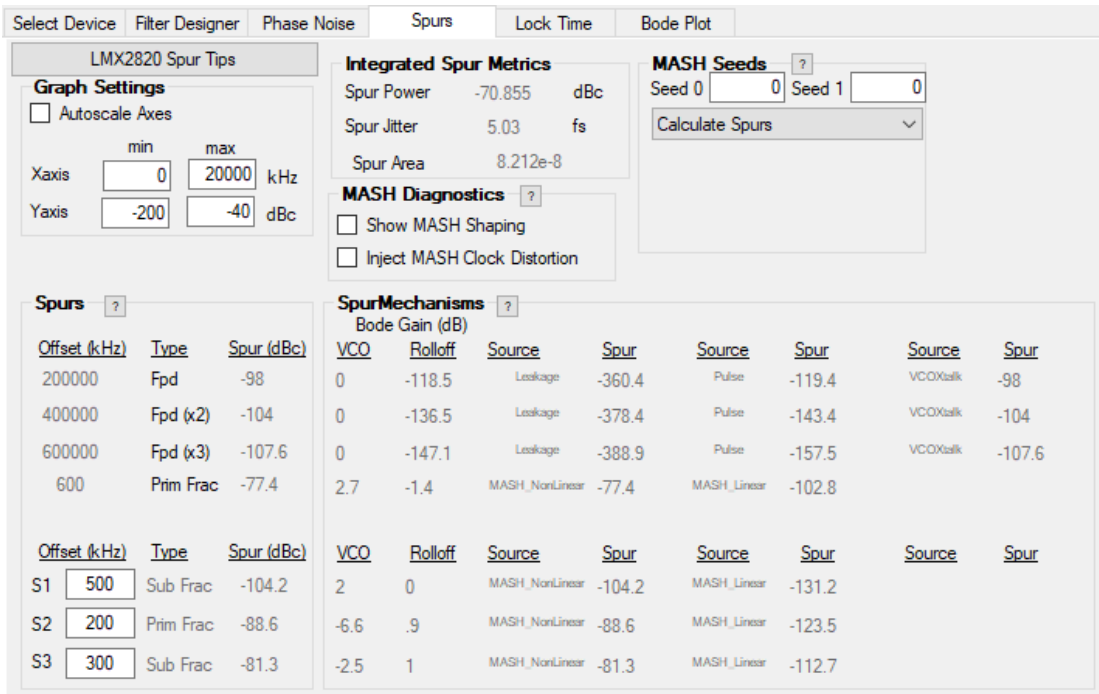 Select Device Filter Designer Phase Noise Spurs Lock Time Bode Plot
LMX2820 Spur Tips
Graph Settings
Autoscale Axes
min max
Xaxis 0 20000 kHz
Yaxis -200 -40 dBc
Integrated Spur Metrics
Spur Power -70.855 dBc
Spur Jitter 5.03 fs
Spur Area 8.212e-8
MASH Diagnostics ?
Show MASH Shaping
Inject MASH Clock Distortion
MASH Seeds ?
Seed 0 0 Seed 1 0
Calculate Spurs
Spurs ?
Offset (kHz) Type Spur (dBc)
200000 Fpd -98
400000 Fpd (x2) -104
600000 Fpd (x3) -107.6
600 Prim Frac -77.4
Offset (kHz) Type Spur (dBc)
S1 500 Sub Frac -104.2
S2 200 Prim Frac -88.6
S3 300 Sub Frac -81.3
SpurMechanisms ?
Bode Gain (dB)
VCO Rolloff Source Spur Source Spur Source Spur
0 -118.5 Leakage -360.4 Pulse -119.4 VCOXtalk -98
0 -136.5 Leakage -378.4 Pulse -143.4 VCOXtalk -104
0 -147.1 Leakage -388.9 Pulse -157.5 VCOXtalk -107.6
2.7 -1.4 MASH_NonLinear -77.4 MASH_Linear -102.8
VCO Rolloff Source Spur Source Spur Source Spur
2 0 MASH_NonLinear -104.2 MASH_Linear -131.2
-6.6 .9 MASH_NonLinear -88.6 MASH_Linear -123.5
-2.5 1 MASH_NonLinear -81.3 MASH_Linear -112.7